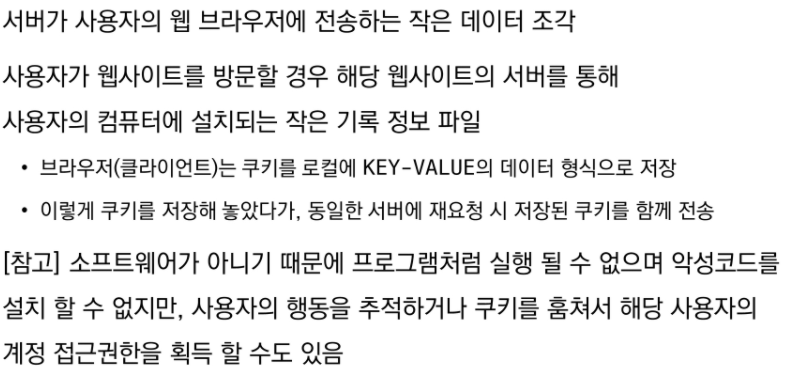 서버가 사용자의 웹 브라우저에 전송하는 작은 데이터 조각
사용자가 웹사이트를 방문할 경우 해당 웹사이트의 서버를 통해
사용자의 컴퓨터에 설치되는 작은 기록 정보 파일
• 브라우저(클라이언트)는 쿠키를 로컬에 KEY-VALUE의 데이터 형식으로 저장
• 이렇게 쿠키를 저장해 놓았다가, 동일한 서버에 재요청 시 저장된 쿠키를 함께 전송
[참고] 소프트웨어가 아니기 때문에 프로그램처럼 실행 될 수 없으며 악성코드를
설치 할 수 없지만, 사용자의 행동을 추적하거나 쿠키를 훔쳐서 해당 사용자의
계정 접근권한을 획득 할 수도 있음